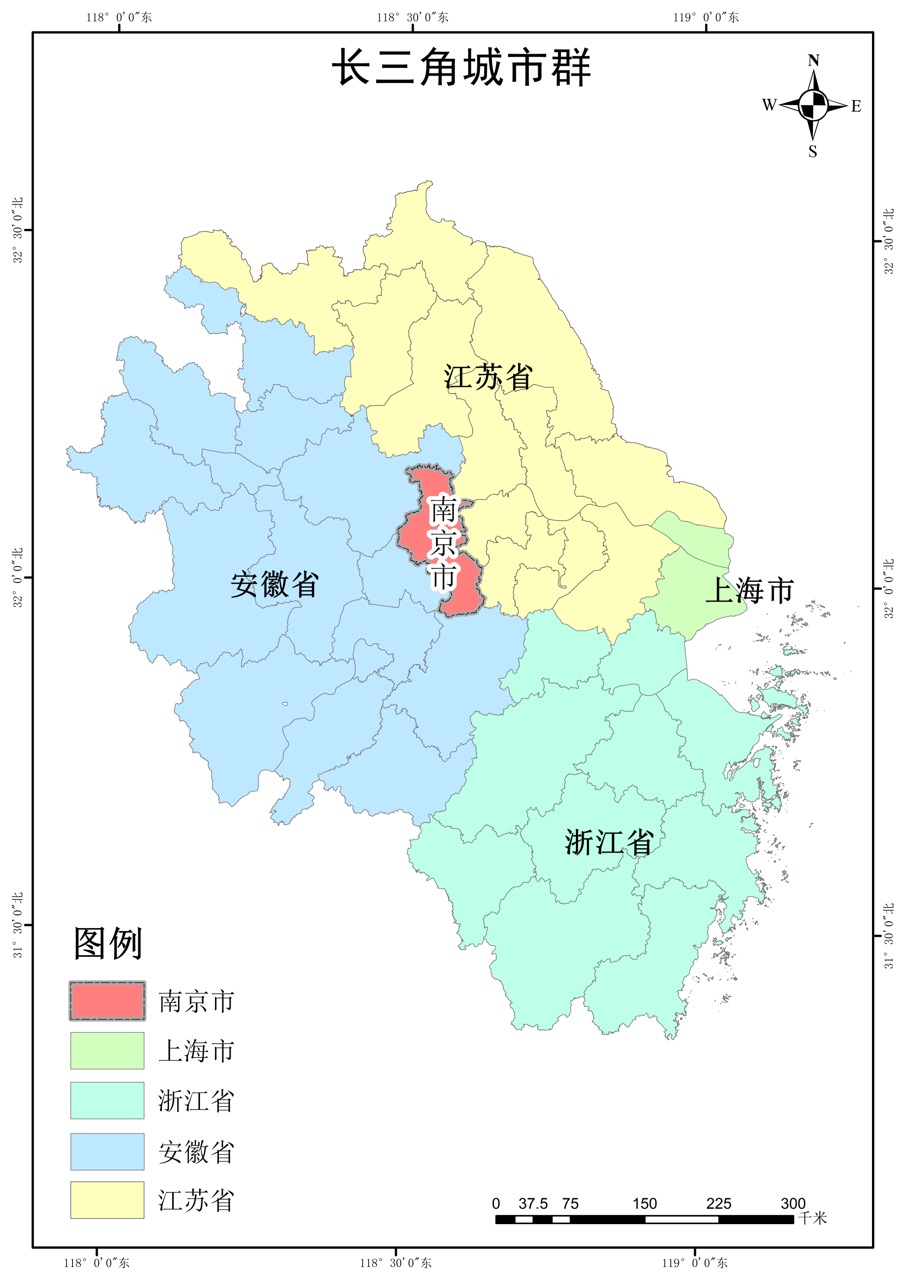 118° 0'0"东
118° 30'0"东
119° 0'0"东
长三角城市群
N
W
E
S
32° 30'0"北
32° 30'0"北
江苏省
南京市
32° 0'0"北
32° 0'0"北
安徽省
上海市
浙江省
31° 30'0"北
31° 30'0"北
图例
南京市
上海市
浙江省
安徽省
江苏省
0 37.5 75 150 225 300
千米
118° 0'0"东
118° 30'0"东
119° 0'0"东